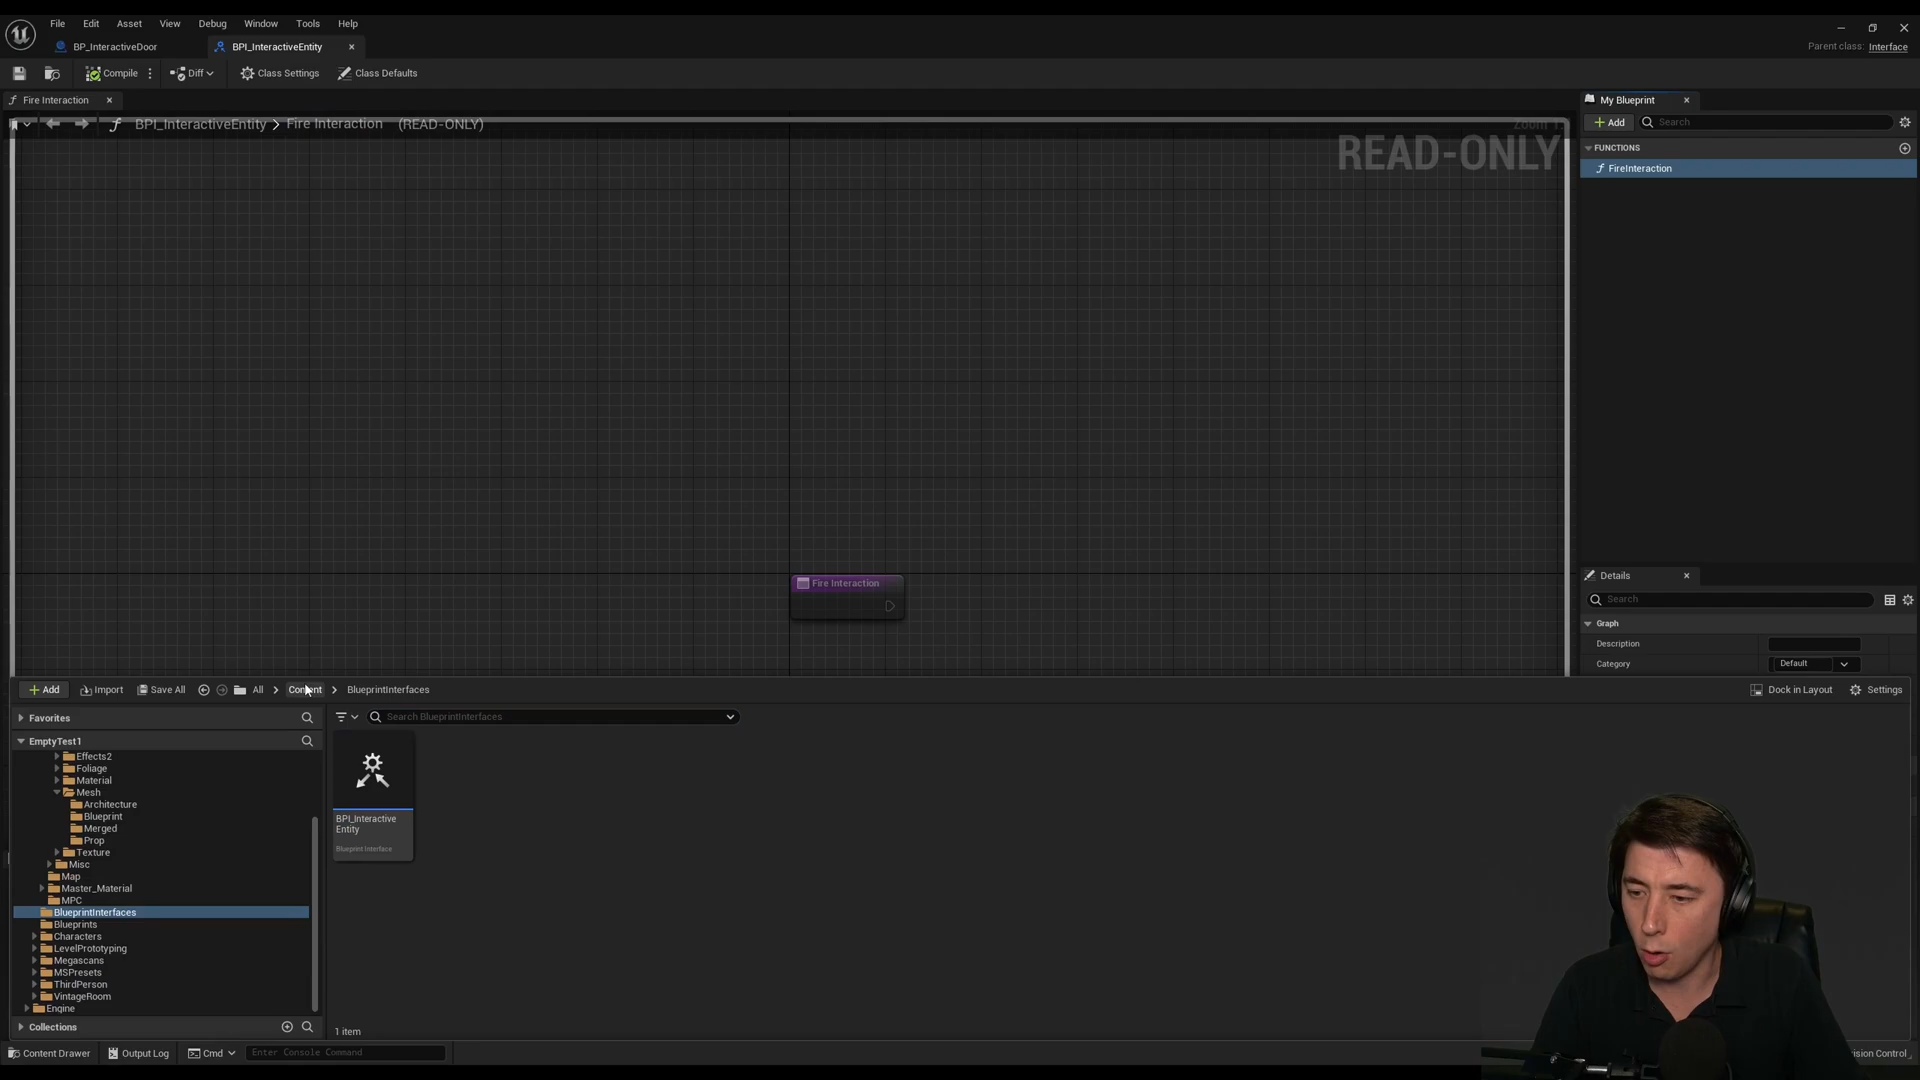 File Edit Asset View Debug Window Tools Help
BP_InteractiveDoor
BPI_InteractiveEntity
Parent class: Interface
Compile
Diff
Class Settings
Class Defaults
Fire Interaction
BPI_InteractiveEntity > Fire Interaction (READ-ONLY)
READ-ONLY
My Blueprint
+ Add
Search
FUNCTIONS
FireInteraction
Fire Interaction
Details
Search
Graph
Description
Category
Default
+ Add
Import
Save All
All > Content > BlueprintInterfaces
Dock in Layout
Settings
Favorites
Search BlueprintInterfaces
EmptyTest1
Effects2
Foliage
Material
Mesh
Architecture
Blueprint
Merged
Prop
Texture
Misc
Map
Master_Material
MPC
BlueprintInterfaces
Blueprints
Characters
LevelPrototyping
Megascans
MSPresets
ThirdPerson
VintageRoom
Engine
Collections
BPI_Interactive
Entity
Blueprint Interface
1 item
Content Drawer
Output Log
Cmd
Enter Console Command
ision Control